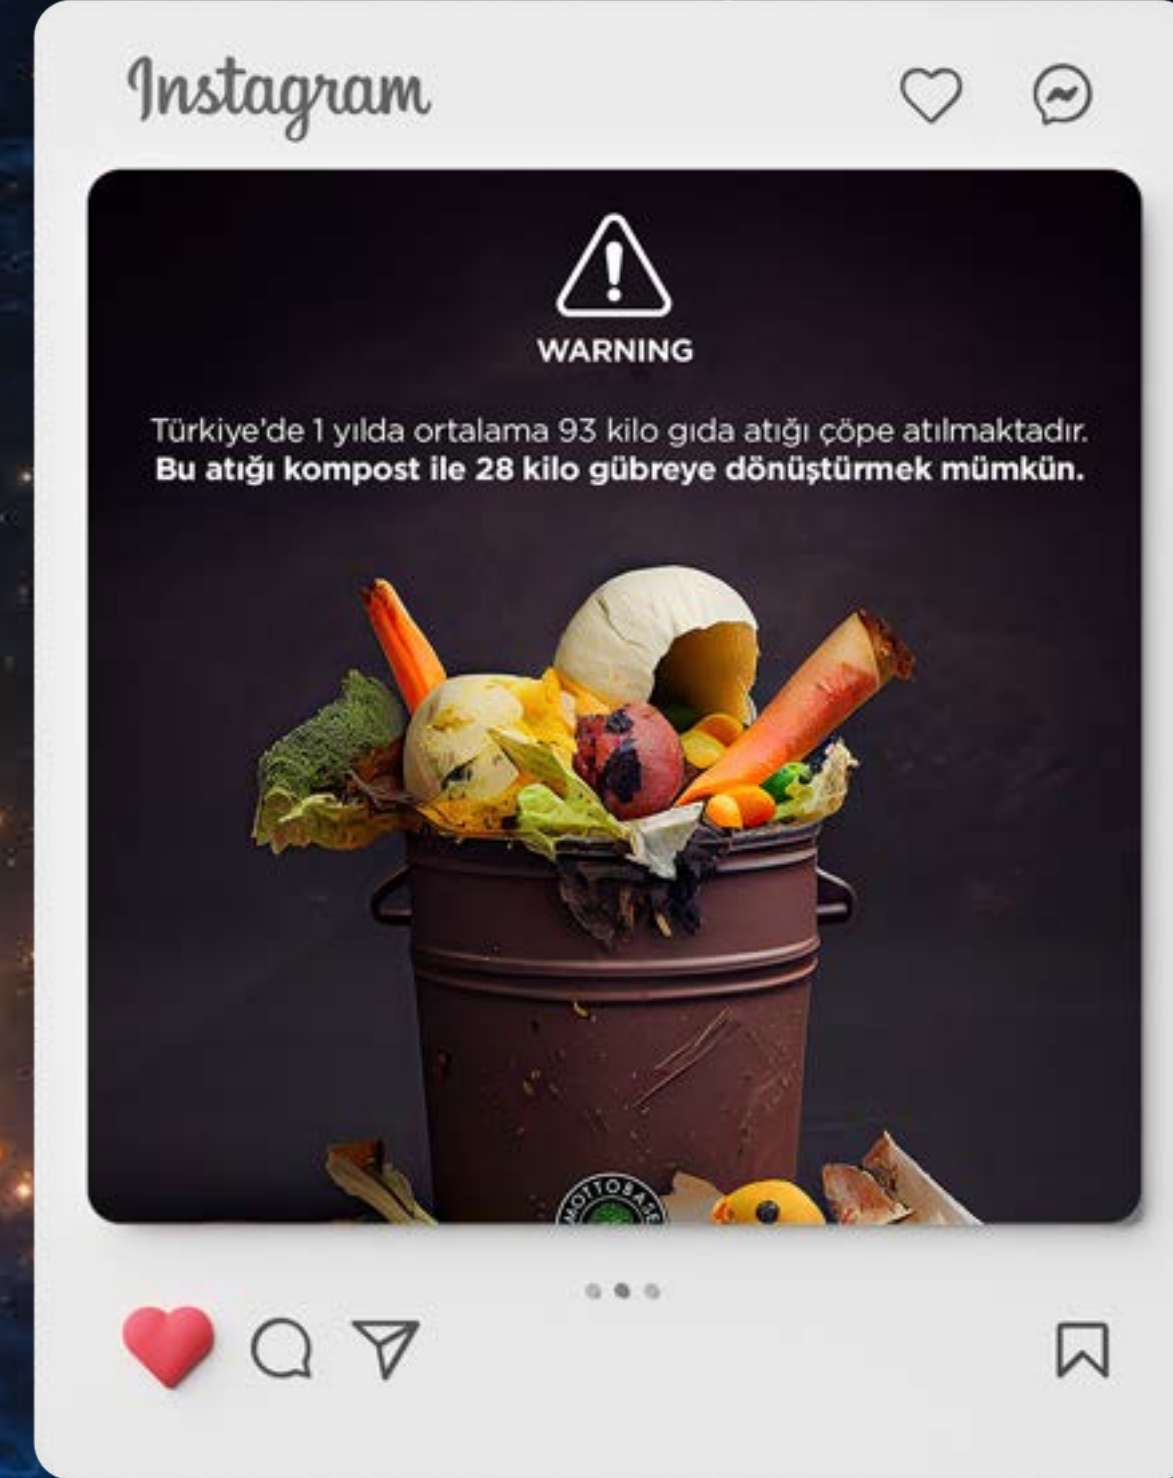 Instagram
WARNING
Türkiye'de 1 yılda ortalama 93 kilo gıda atığı çöpe atılmaktadır.
Bu atığı kompost ile 28 kilo gübreye dönüştürmek mümkün.
MOTTOBASE